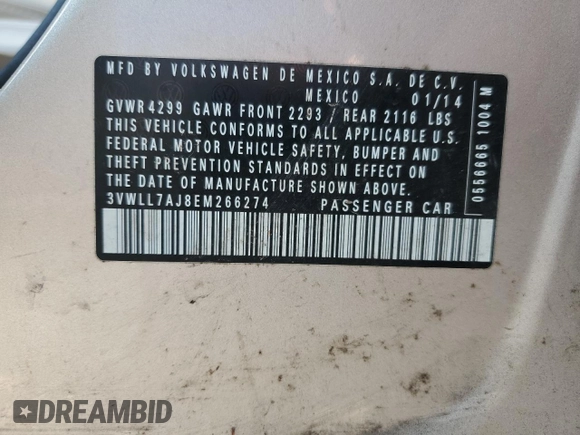 MFD BY VOLKSWAGEN DE MEXICO S.A. DE C.V.
MEXICO 01/14
GVWR 4299 GAWR FRONT 2293 / REAR 2116 LBS
THIS VEHICLE CONFORMS TO ALL APPLICABLE U.S.
FEDERAL MOTOR VEHICLE SAFETY, BUMPER AND
THEFT PREVENTION STANDARDS IN EFFECT ON
THE DATE OF MANUFACTURE SHOWN ABOVE.
3VWLL7AJ8EM266274 PASSENGER CAR
0556665 1004 M
DREAMBID